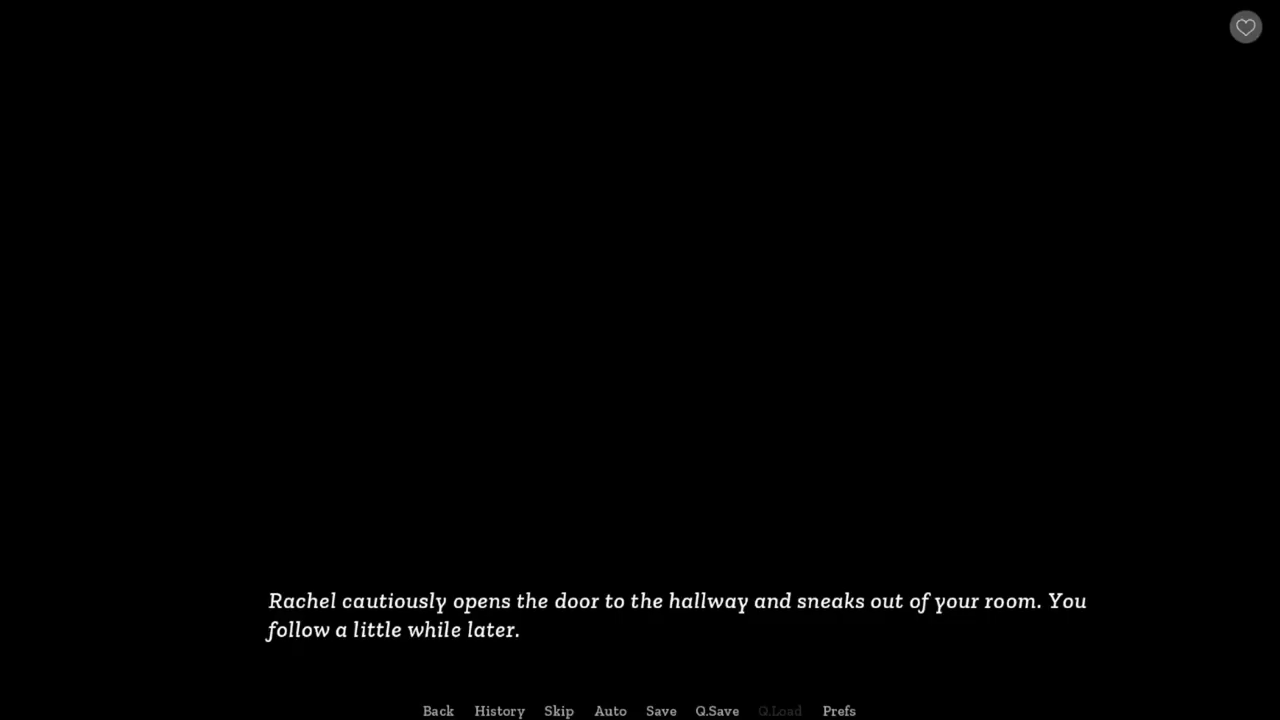 Rachel cautiously opens the door to the hallway and sneaks out of your room. You
follow a little while later.
Back History Skip Auto Save Q.Save Q.Load Prefs